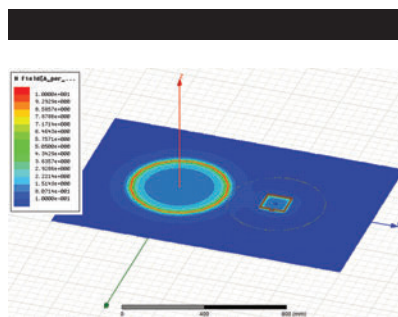 H Field[A_per_...
1.0000e+001
9.2929e+000
8.5857e+000
7.8786e+000
7.1714e+000
6.4643e+000
5.7571e+000
5.0500e+000
4.3429e+000
3.6357e+000
2.9286e+000
2.2214e+000
1.5143e+000
8.0714e-001
1.0000e-001
0
400
800 (mm)